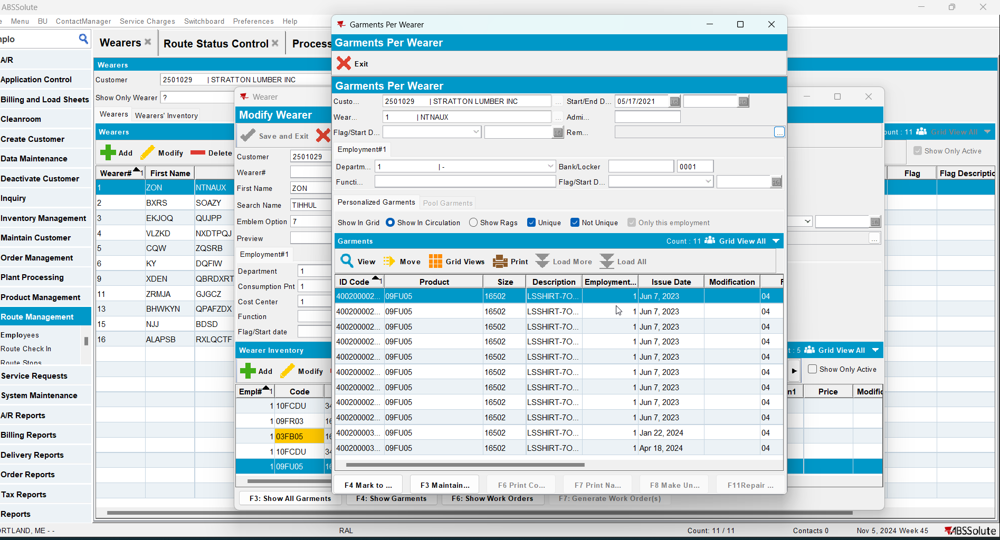 ABSSolute
Menu BU ContactManager Service Charges Switchboard Preferences Help
Wearers
Route Status Control
Process
A/R
Application Control
Billing and Load Sheets
Cleanroom
Create Customer
Data Maintenance
Deactivate Customer
Inquiry
Inventory Management
Maintain Customer
Order Management
Plant Processing
Product Management
Route Management
Employees
Route Check In
Route Stops
Service Requests
System Maintenance
A/R Reports
Billing Reports
Delivery Reports
Order Reports
Tax Reports
Reports
Wearers
Customer 2501029 | STRATTON LUMBER INC
Show Only Wearer ?
Wearers Wearers' Inventory
Wearers
Add Modify Delete
Wearer# 1 First Name
1 ZON NTNAUX
2 BXRS SOAZY
3 EKJOQ QUJPP
4 VLZKD NXDTPQJ
5 CQW ZQSRB
6 KY DQFIW
9 XDEN QBRDXRT
11 ZRMJA GJGCZ
13 BHWKYN QPAFZDX
15 NJJ BDSD
16 ALAPSB RXLQCTF
: 11 Grid View All
Show Only Active
Flag Flag Descriptic
Wearer
Modify Wearer
Save and Exit
Customer 2501029
Wearer#
First Name ZON
Search Name TIHHUL
Emblem Option 7
Preview
Employment#1
Department 1
Consumption Pnt 1
Cost Center 1
Function
Flag/Start date
16
...
Wearer Inventory
: 5 Grid View All
Add Modify
Show Only Active
Empl# 1 Code
n1 Price Modific
1 10FCDU 34
1 09FR03 16
1 03FB05 16
1 10FCDU 34
1 09FU05 16
F3: Show All Garments F4: Show Garments F6: Show Work Orders F7: Generate Work Order(s)
Garments Per Wearer
Garments Per Wearer
Exit
Garments Per Wearer
Custo... 2501029 | STRATTON LUMBER INC ... Start/End D... 05/17/2021 16 16
Wear... 1 | NTNAUX ... Admi...
Flag/Start D... 16 Rem... ...
Employment#1
Departm... 1 | - Bank/Locker 0001
Functi... Flag/Start D... 16
Personalized Garments Pool Garments
Show In Grid Show In Circulation Show Rags Unique Not Unique Only this employment
Garments Count : 11 Grid View All
View Move Grid Views Print Load More Load All
ID Code 1 Product Size Description Employment... Issue Date Modification
400200002... 09FU05 16502 LSSHIRT-7O... 1 Jun 7, 2023 04
400200002... 09FU05 16502 LSSHIRT-7O... 1 Jun 7, 2023 04
400200002... 09FU05 16502 LSSHIRT-7O... 1 Jun 7, 2023 04
400200002... 09FU05 16502 LSSHIRT-7O... 1 Jun 7, 2023 04
400200002... 09FU05 16502 LSSHIRT-7O... 1 Jun 7, 2023 04
400200002... 09FU05 16502 LSSHIRT-7O... 1 Jun 7, 2023 04
400200002... 09FU05 16502 LSSHIRT-7O... 1 Jun 7, 2023 04
400200002... 09FU05 16502 LSSHIRT-7O... 1 Jun 7, 2023 04
400200002... 09FU05 16502 LSSHIRT-7O... 1 Jun 7, 2023 04
400200003... 09FU05 16502 LSSHIRT-7O... 1 Jan 22, 2024 04
400200003... 09FU05 16502 LSSHIRT-7O... 1 Apr 18, 2024 04
F4 Mark to ... F3 Maintain... F6 Print Co... F7 Print Na... F8 Make Un... F11Repair ...
RTLAND, ME - - RAL Count: 11 / 11 Contacts 0 Nov 5, 2024 Week 45 ABSSolute